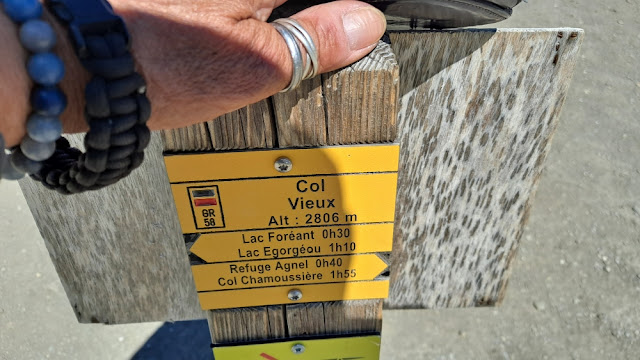 Col
Vieux
GR
58
Alt : 2806 m
Lac Foréant 0h30
Lac Egorgéou 1h10
Refuge Agnel 0h40
Col Chamoussière 1h55